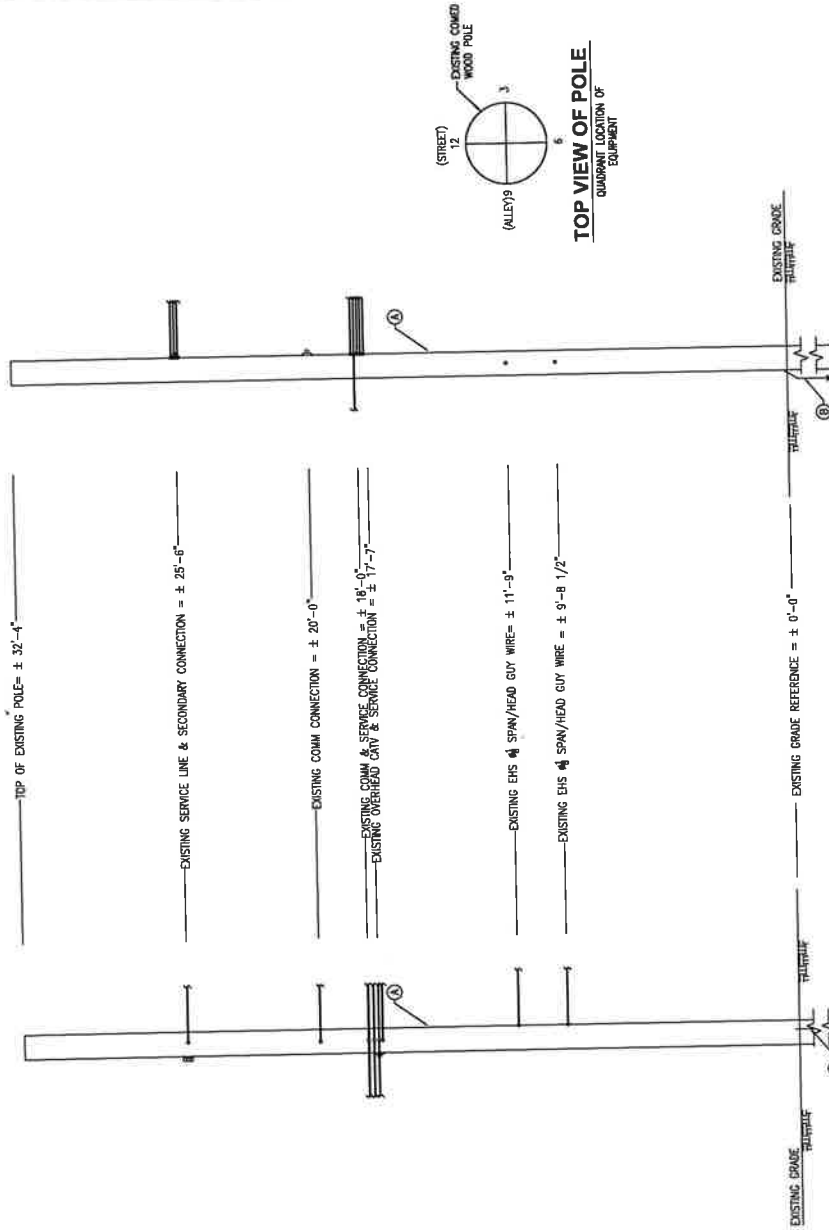 TOP OF EXISTING POLE= ± 32'-4"
EXISTING SERVICE LINE & SECONDARY CONNECTION = ± 25'-6"
EXISTING COMM CONNECTION = ± 20'-0"
EXISTING COMM & SERVICE CONNECTION = ± 18'-0"
EXISTING OVERHEAD CATV & SERVICE CONNECTION = ± 17'-7"
EXISTING EHS SPAN/HEAD GUY WIRE= ± 11'-9"
EXISTING EHS SPAN/HEAD GUY WIRE = ± 9'-8 1/2"
EXISTING GRADE REFERENCE = ± 0'-0"
EXISTING GRADE
A
A
B
EXISTING GRADE
(STREET)
12
EXISTING COMED
WOOD POLE
(ALLEY)9
3
6
TOP VIEW OF POLE
QUADRANT LOCATION OF
EQUIPMENT